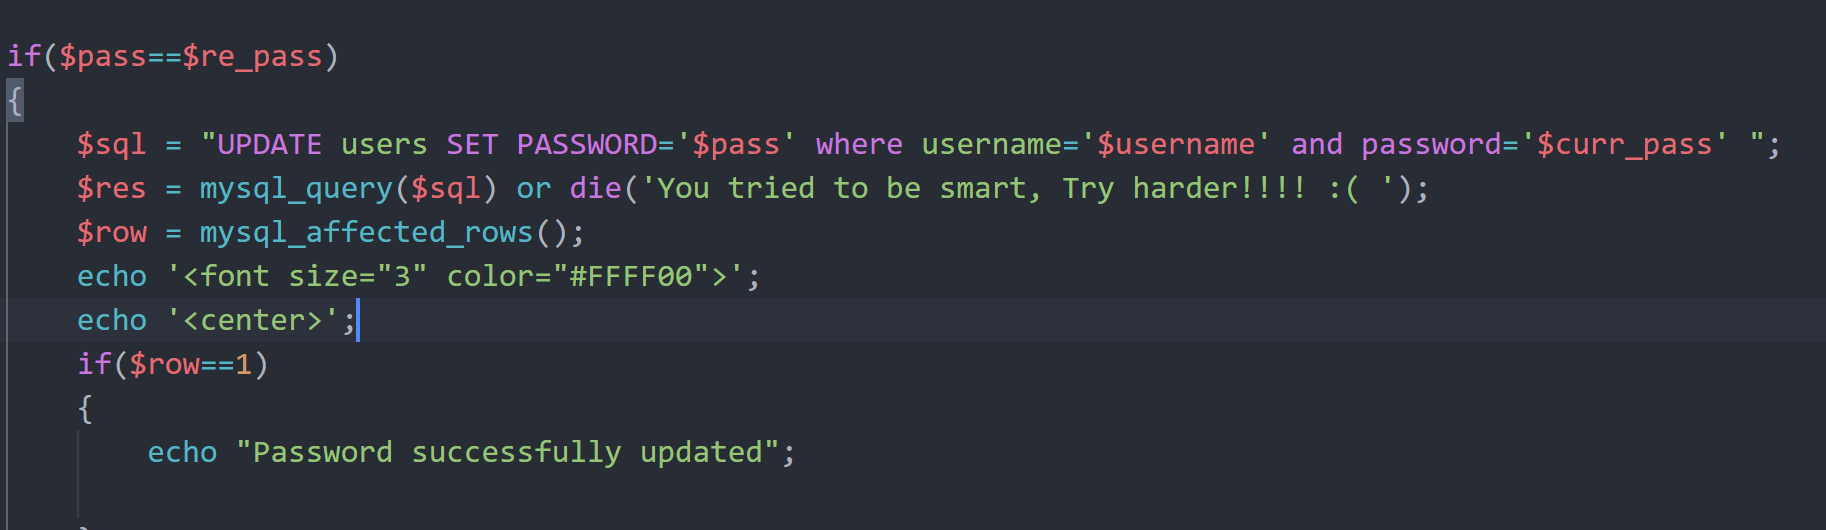 if($pass==$re_pass)
{
$sql = "UPDATE users SET PASSWORD='$pass' where username='$username' and password='$curr_pass' ";
$res = mysql_query($sql) or die('You tried to be smart, Try harder!!!! :( ');
$row = mysql_affected_rows();
echo '<font size="3" color="#FFFF00">';
echo '<center>';
if($row==1)
{
echo "Password successfully updated";